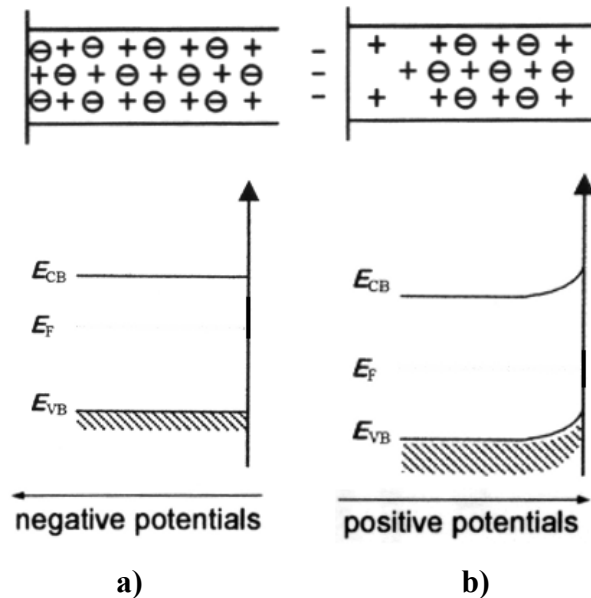 E_CB
E_F
E_VB
negative potentials
a)
E_CB
E_F
E_VB
positive potentials
b)